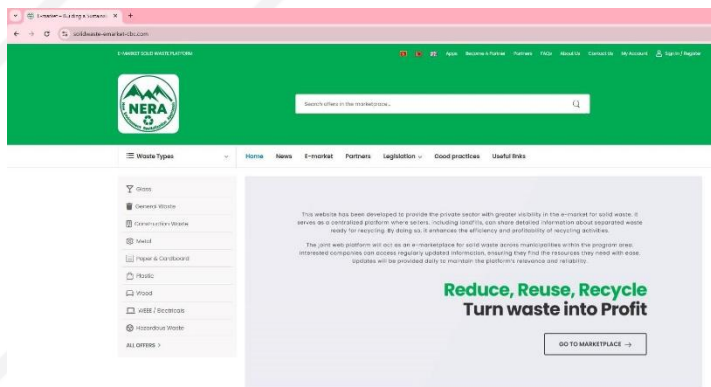 E-market – Building a Sustaina
solidwaste-emarket-cbc.com
E-MARKET SOLID WASTE PLATFORM
Apps Become a Partner Partners FAQs About Us Contact Us My Account Sign In / Register
NERA
Search offers in the marketplace...
Waste Types
Home News E-market Partners Legislation Good practices Useful links
Glass
General Waste
Construction Waste
Metal
Paper & Cardboard
Plastic
Wood
WEEE / Electricals
Hazardous Waste
ALL OFFERS >
This website has been developed to provide the private sector with greater visibility in the e-market for solid waste. It
serves as a centralized platform where sellers, including landfills, can share detailed information about separated waste
ready for recycling. By doing so, it enhances the efficiency and profitability of recycling activities.
The joint web platform will act as an e-marketplace for solid waste across municipalities within the program area.
Interested companies can access regularly updated information, ensuring they find the resources they need with ease.
Updates will be provided daily to maintain the platform's relevance and reliability.
Reduce, Reuse, Recycle
Turn waste into Profit
GO TO MARKETPLACE →